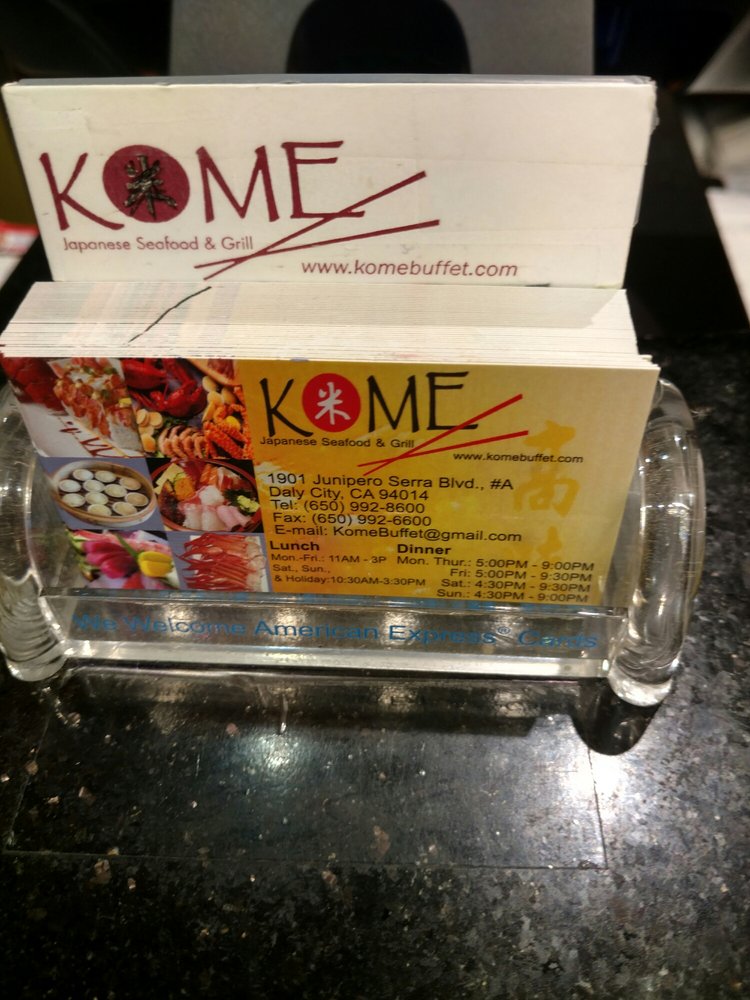 KOME
米
Japanese Seafood & Grill
www.komebuffet.com
KOME
米
Japanese Seafood & Grill
www.komebuffet.com
1901 Junipero Serra Blvd., #A
Daly City, CA 94014
Tel: (650) 992-8600
Fax: (650) 992-6600
E-mail: KomeBuffet@gmail.com
Lunch
Mon.-Fri.: 11AM - 3P
Sat., Sun.,
& Holiday:10:30AM-3:30PM
Dinner
Mon. Thur.: 5:00PM - 9:00PM
Fri: 5:00PM - 9:30PM
Sat.: 4:30PM - 9:30PM
Sun.: 4:30PM - 9:00PM
We Welcome American Express® Cards